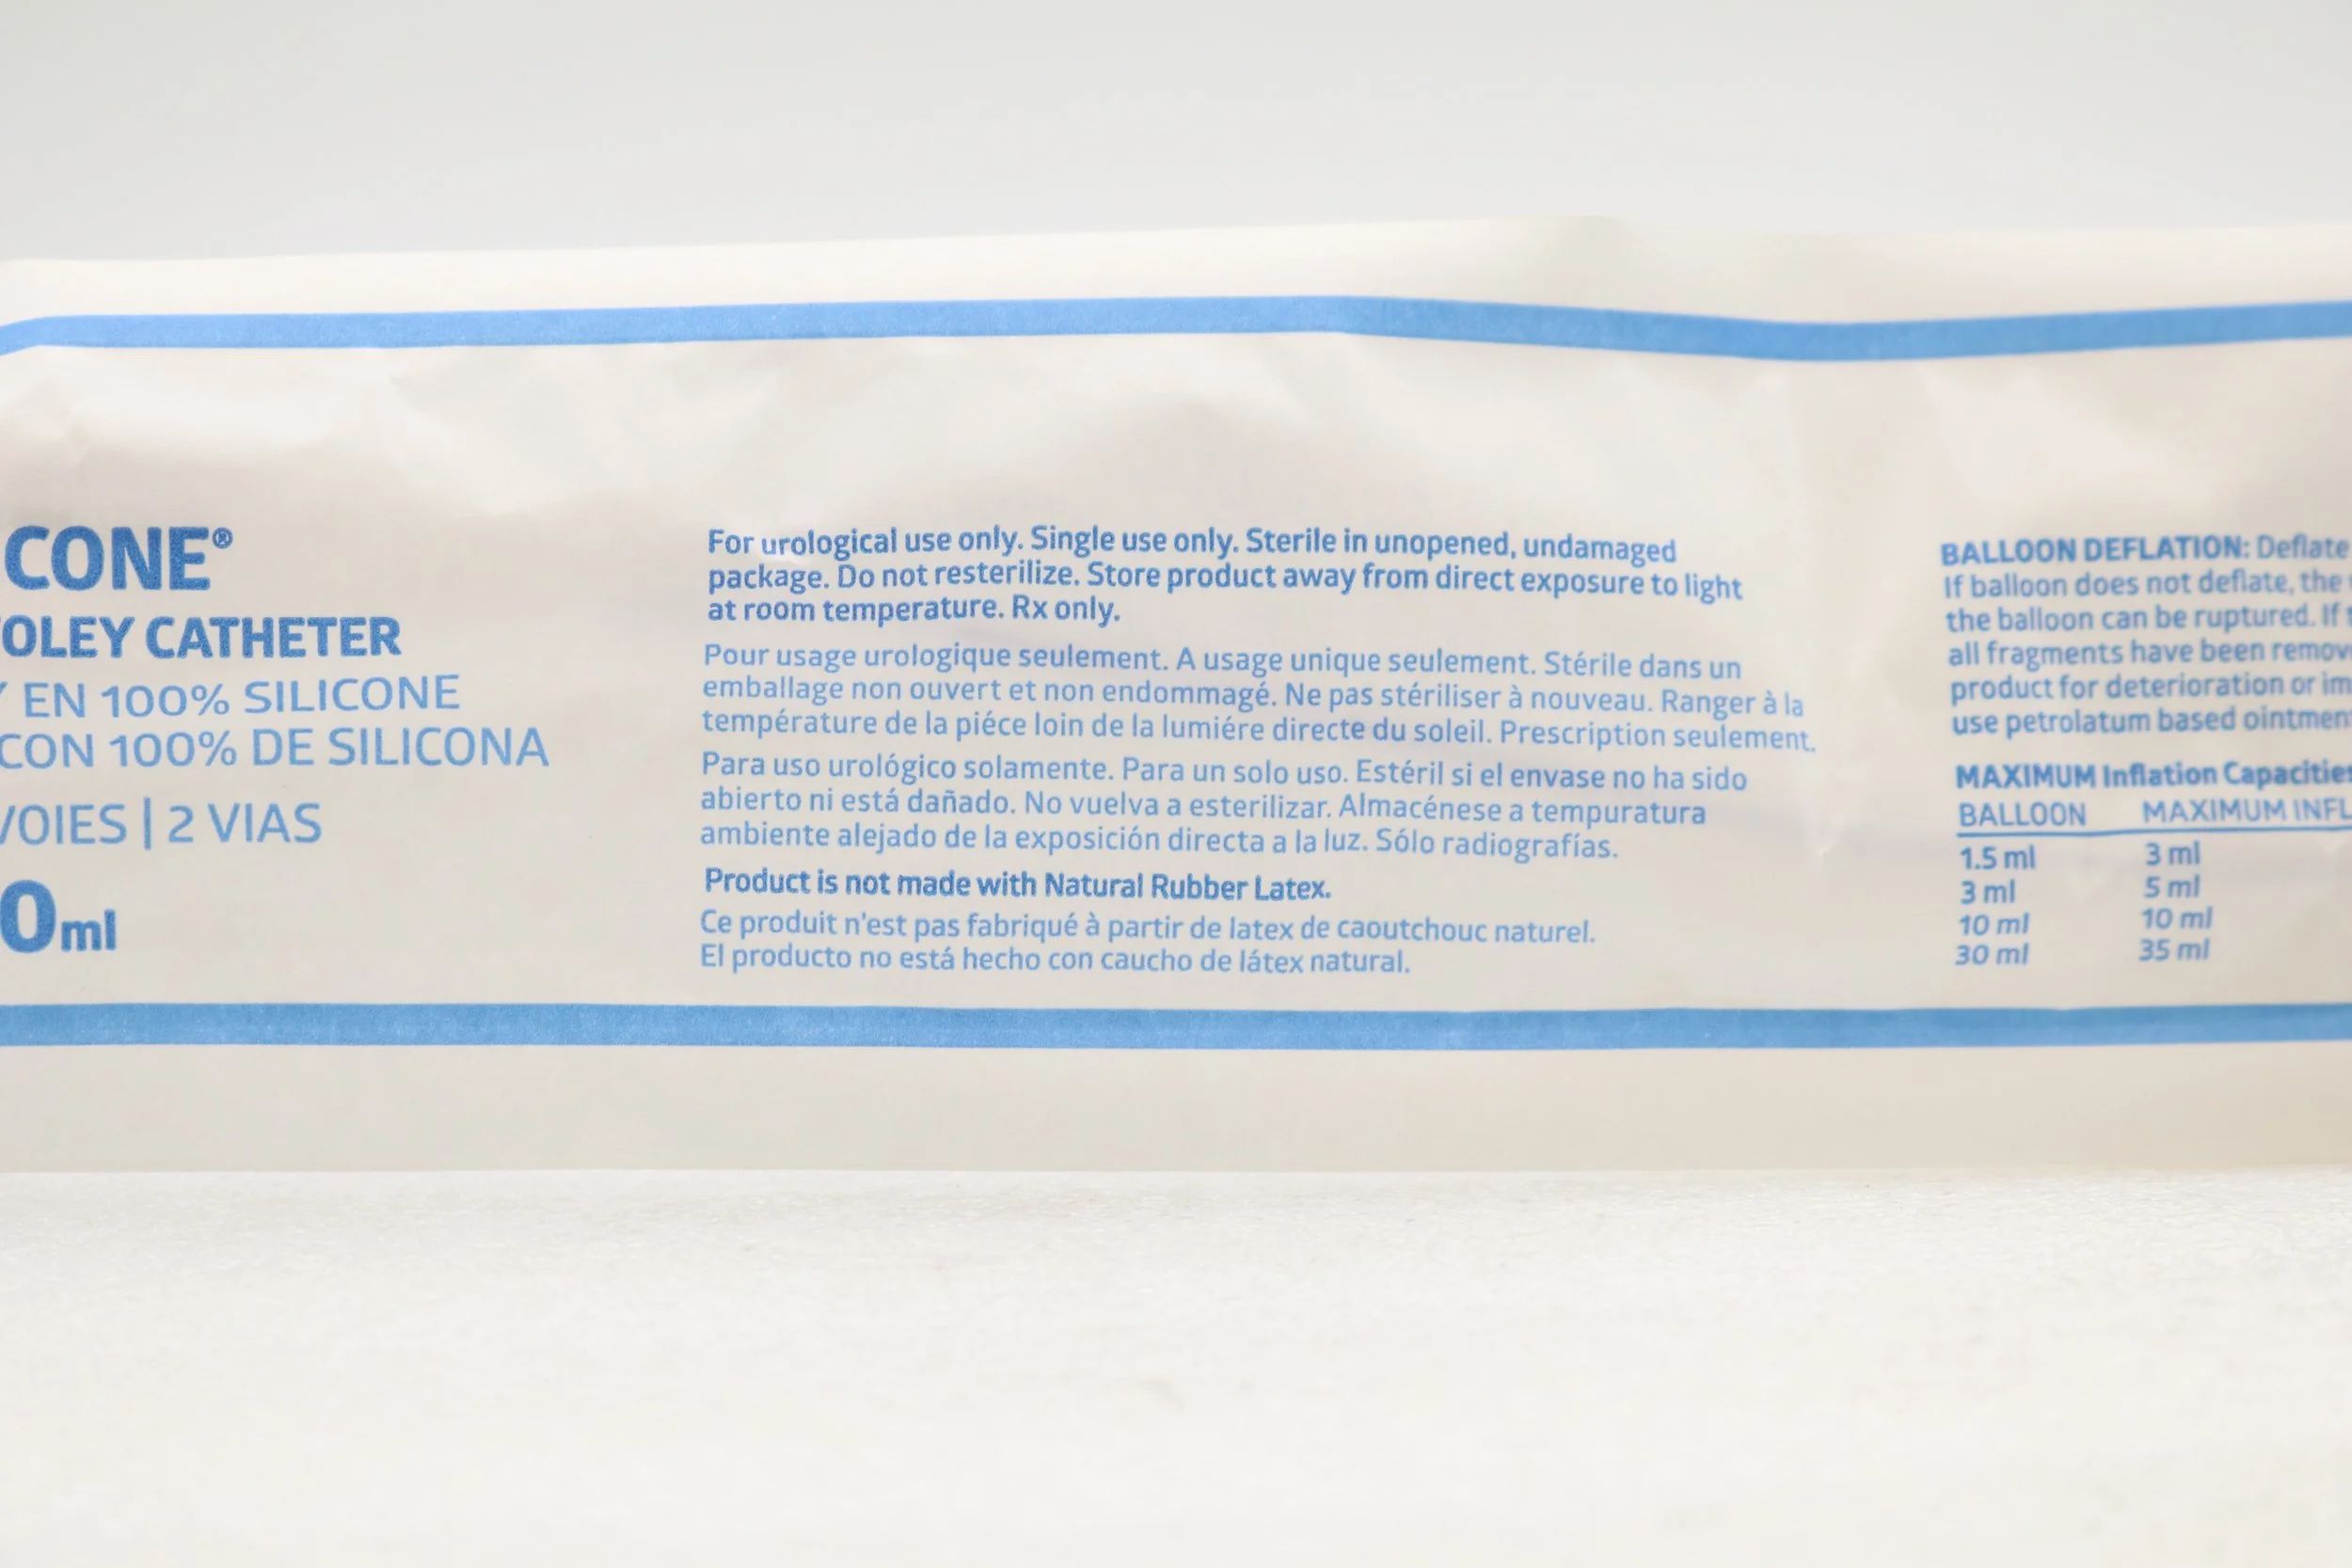 CONE®
OLEY CATHETER
EN 100% SILICONE
CON 100% DE SILICONA
VOIES | 2 VIAS
0ml
For urological use only. Single use only. Sterile in unopened, undamaged
package. Do not resterilize. Store product away from direct exposure to light
at room temperature. Rx only.
Pour usage urologique seulement. A usage unique seulement. Stérile dans un
emballage non ouvert et non endommagé. Ne pas stériliser à nouveau. Ranger à la
température de la piéce loin de la lumiére directe du soleil. Prescription seulement.
Para uso urológico solamente. Para un solo uso. Estéril si el envase no ha sido
abierto ni está dañado. No vuelva a esterilizar. Almacénese a tempuratura
ambiente alejado de la exposición directa a la luz. Sólo radiografías.
Product is not made with Natural Rubber Latex.
Ce produit n'est pas fabriqué à partir de latex de caoutchouc naturel.
El producto no está hecho con caucho de látex natural.
BALLOON DEFLATION: Deflate
If balloon does not deflate, the
the balloon can be ruptured. If
all fragments have been remov
product for deterioration or im
use petrolatum based ointmen
MAXIMUM Inflation Capacities
BALLOON MAXIMUM INFL
1.5 ml 3 ml
3 ml 5 ml
10 ml 10 ml
30 ml 35 ml